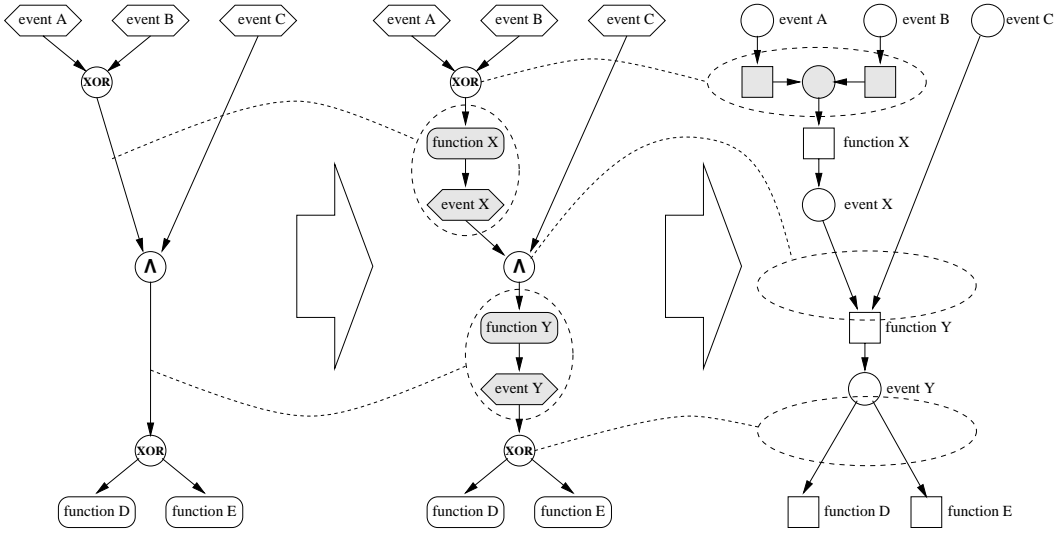 event A
event B
event C
XOR
Λ
XOR
function D
function E
event A
event B
event C
XOR
function X
event X
Λ
function Y
event Y
XOR
function D
function E
event A
event B
event C
function X
event X
function Y
event Y
function D
function E